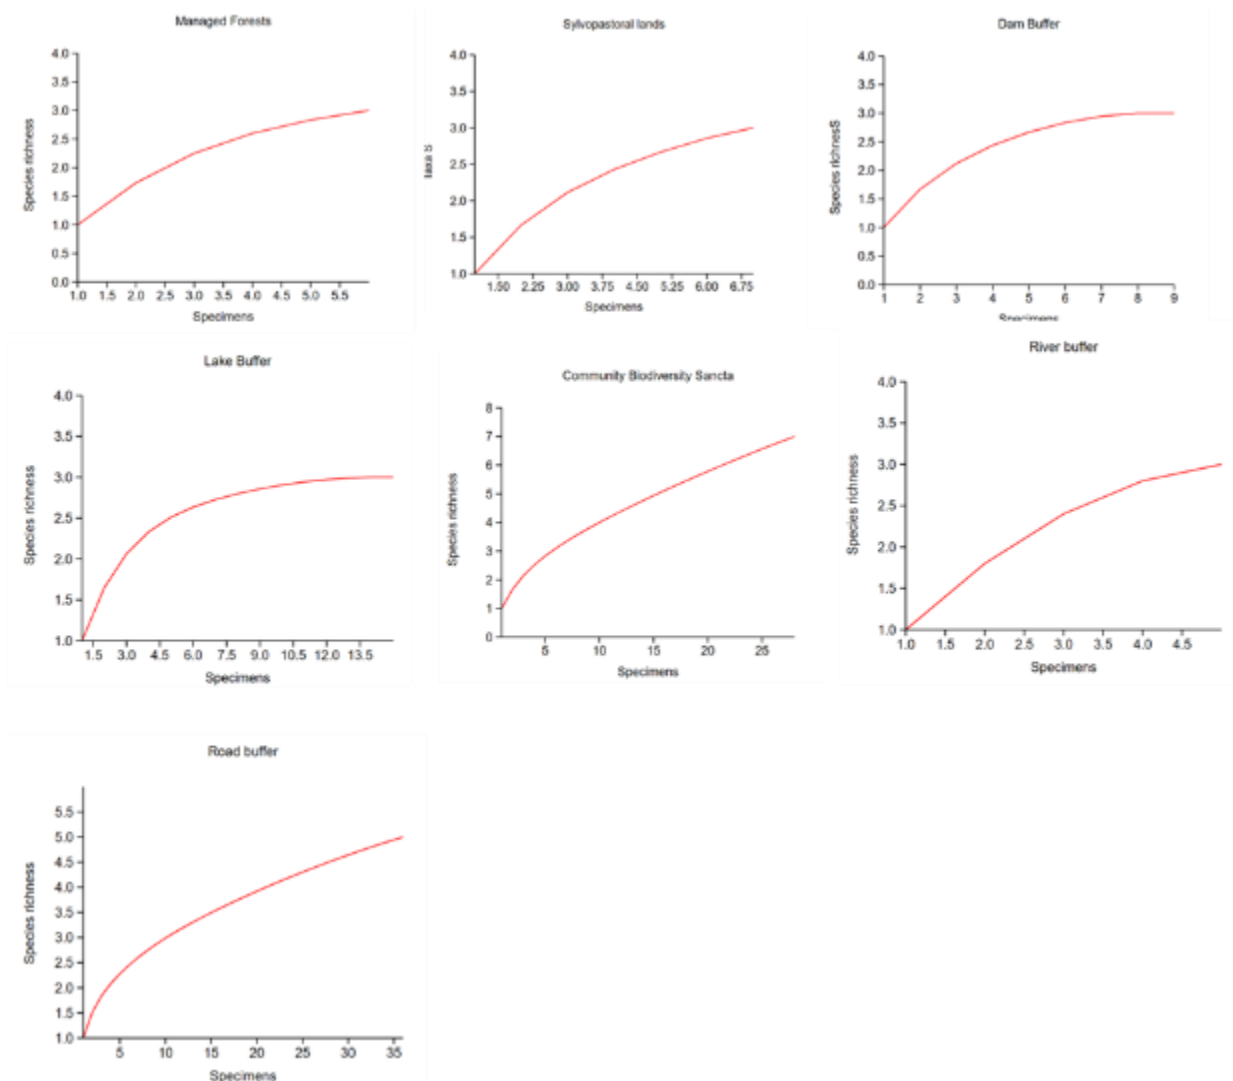 Managed Forests
Species richness
4.0
3.5
3.0
2.5
2.0
1.5
1.0
0.5
0.0
1.0 1.5 2.0 2.5 3.0 3.5 4.0 4.5 5.0 5.5
Specimens
Sylvopastoral lands
taxa S
4.0
3.5
3.0
2.5
2.0
1.5
1.0
1.50 2.25 3.00 3.75 4.50 5.25 6.00 6.75
Specimens
Dam Buffer
Species richnesS
4.0
3.5
3.0
2.5
2.0
1.5
1.0
0.5
0.0
1 2 3 4 5 6 7 8 9
Specimens
Lake Buffer
Species richness
4.0
3.5
3.0
2.5
2.0
1.5
1.0
1.5 3.0 4.5 6.0 7.5 9.0 10.5 12.0 13.5
Specimens
Community Biodiversity Sancta
Species richness
8
7
6
5
4
3
2
1
0
5 10 15 20 25
Specimens
River buffer
Species richness
4.0
3.5
3.0
2.5
2.0
1.5
1.0
1.0 1.5 2.0 2.5 3.0 3.5 4.0 4.5
Specimens
Road buffer
Species richness
5.5
5.0
4.5
4.0
3.5
3.0
2.5
2.0
1.5
1.0
5 10 15 20 25 30 35
Specimens